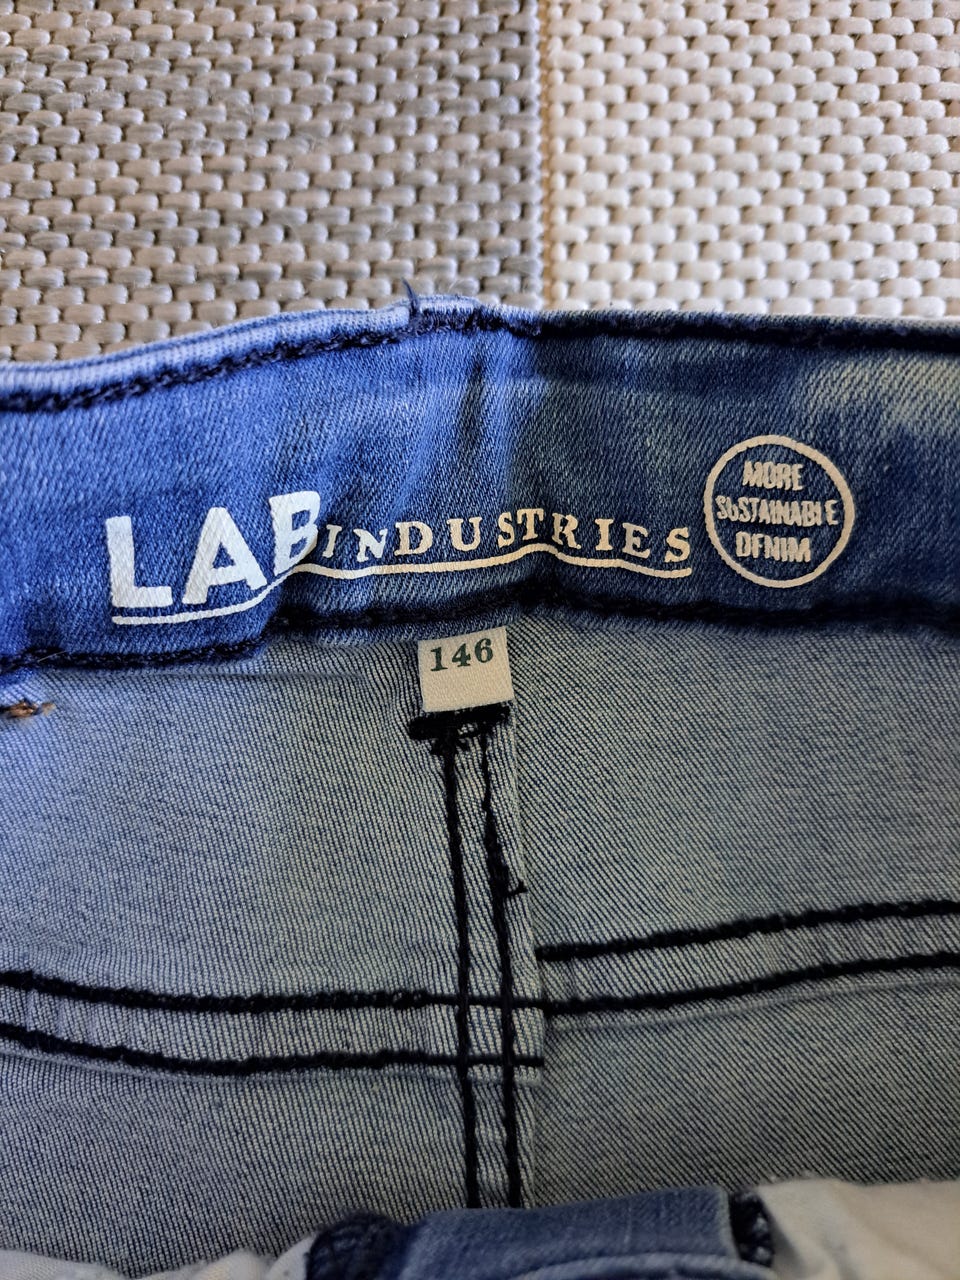 LAB INDUSTRIES
MORE
SUSTAINABLE
DENIM
146